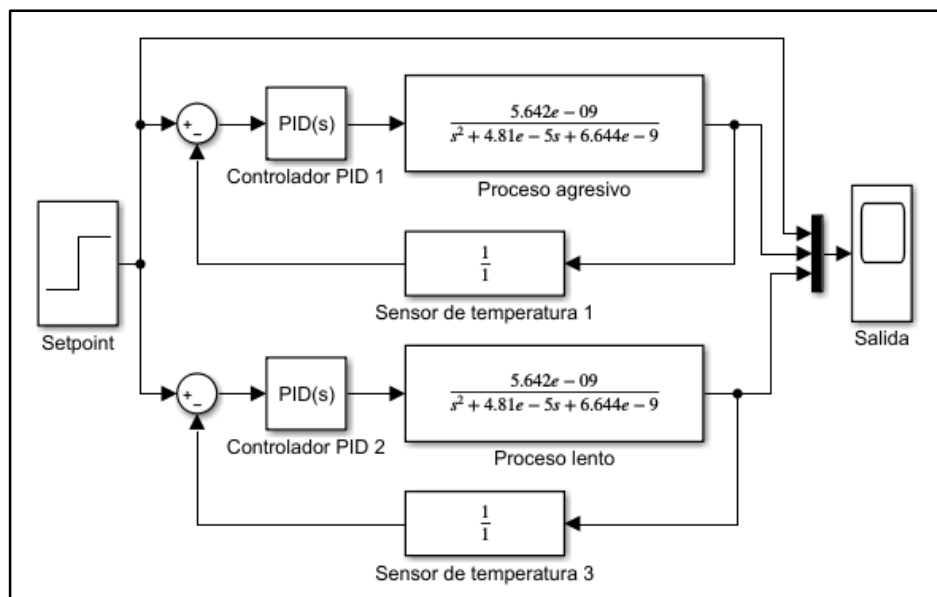 +
−
PID(s)
Controlador PID 1
5.642e − 09
s² + 4.81e − 5s + 6.644e − 9
Proceso agresivo
1
1
Sensor de temperatura 1
Setpoint
Salida
+
−
PID(s)
Controlador PID 2
5.642e − 09
s² + 4.81e − 5s + 6.644e − 9
Proceso lento
1
1
Sensor de temperatura 3